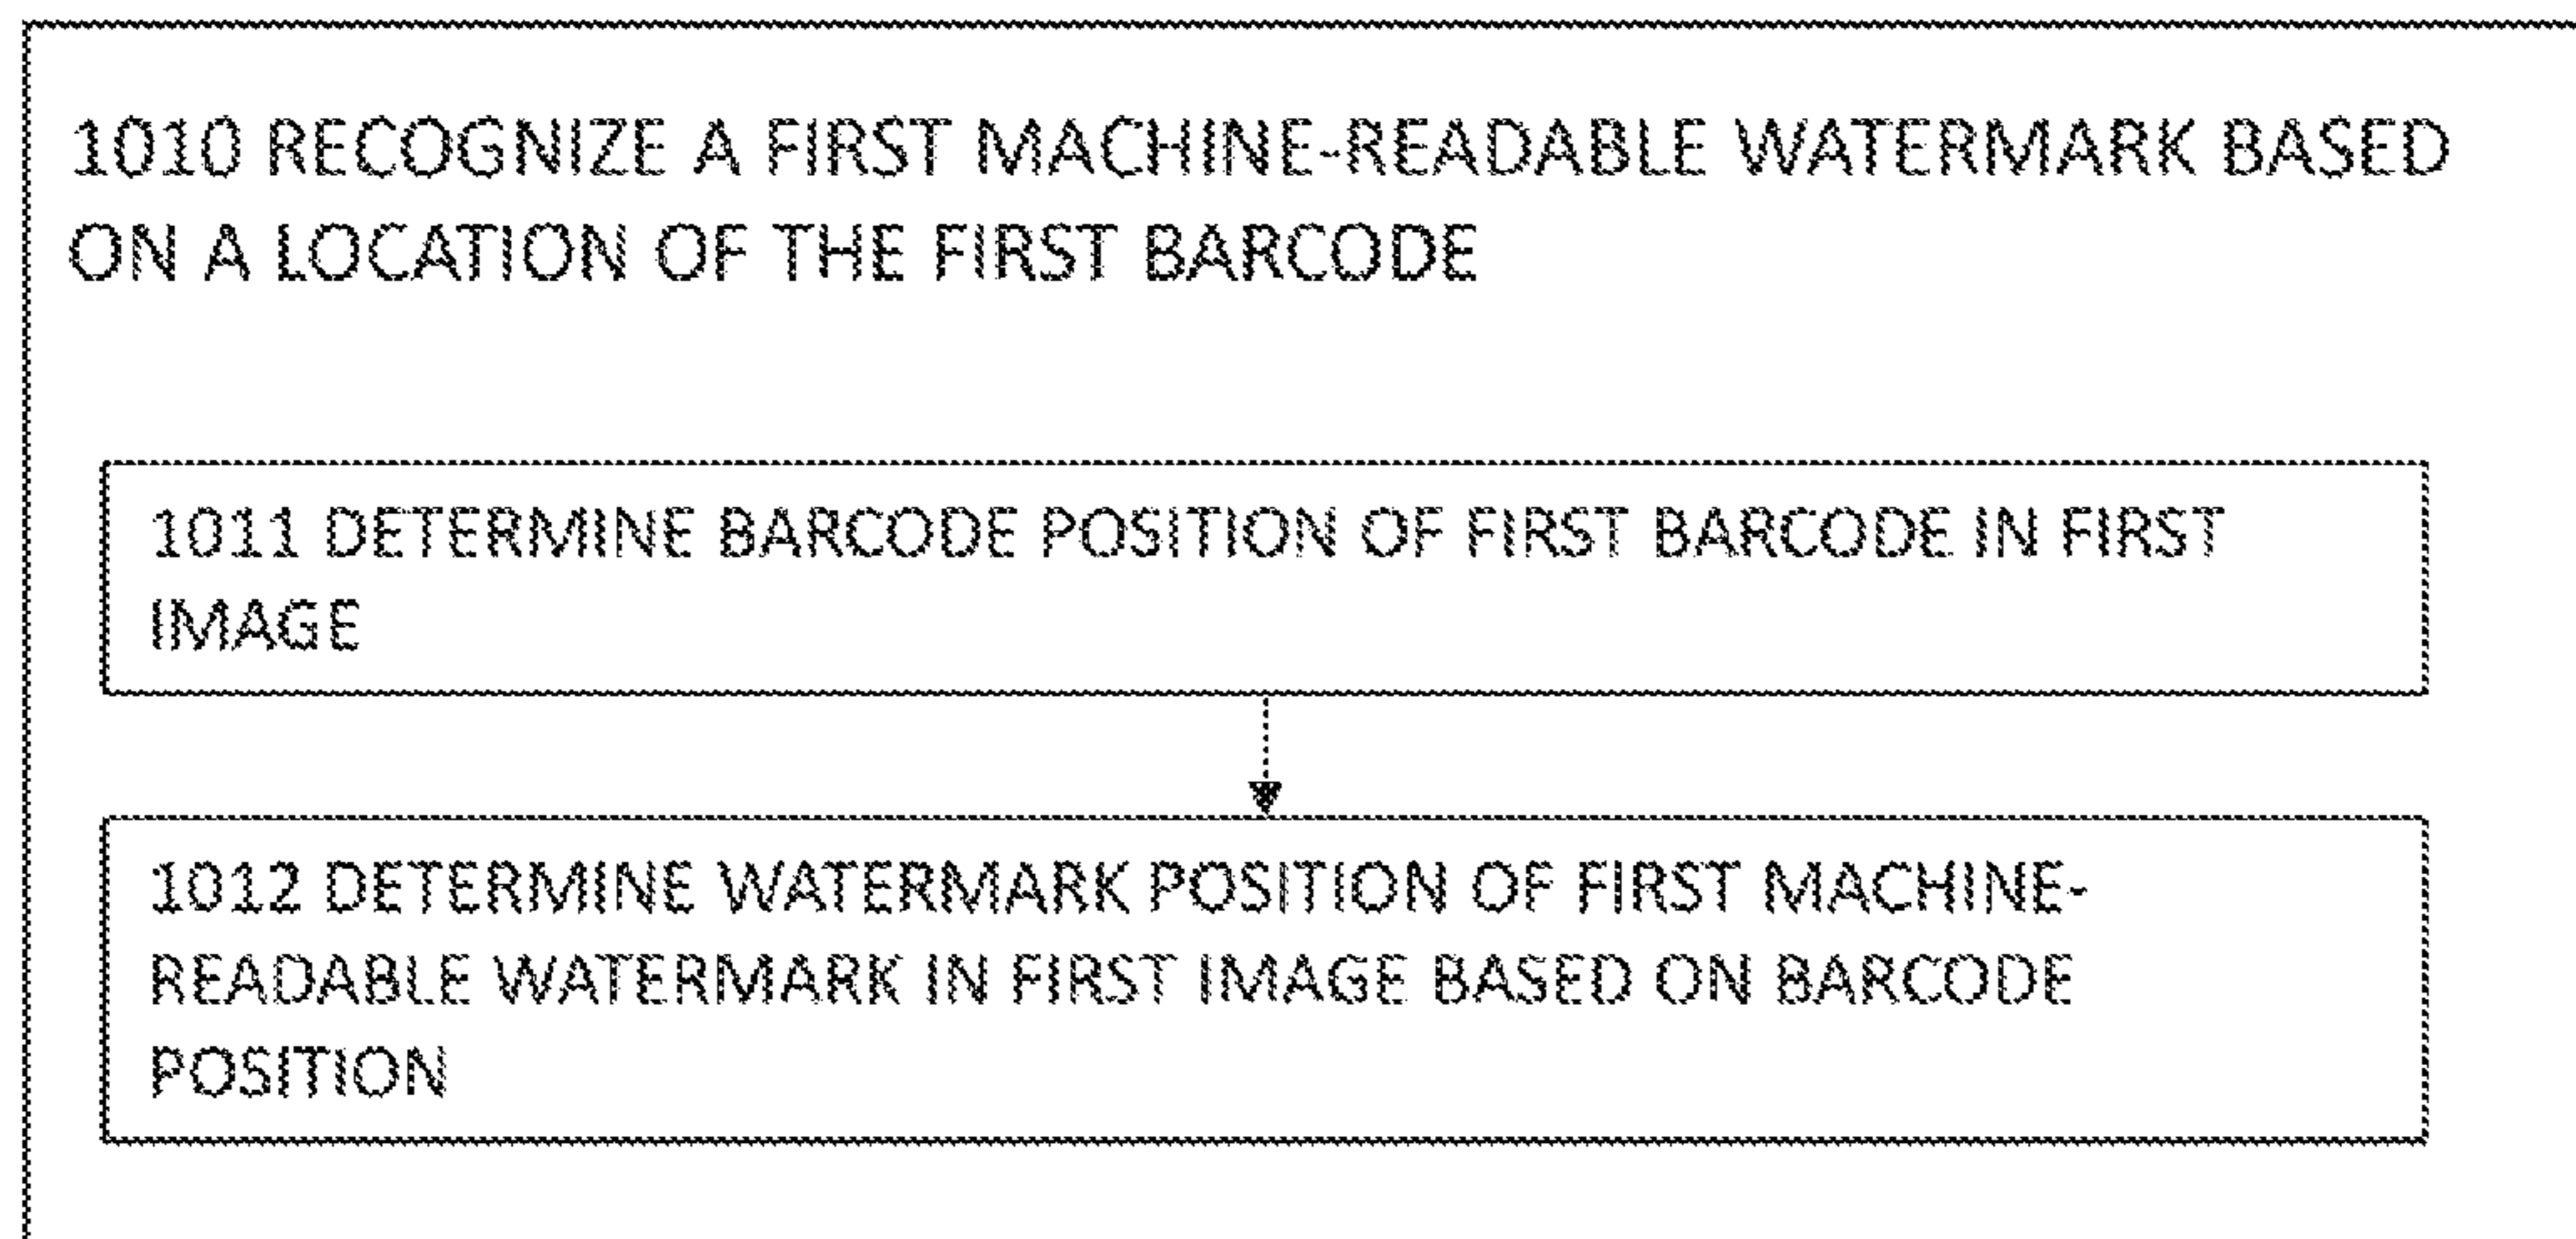 1010 RECOGNIZE A FIRST MACHINE-READABLE WATERMARK BASED
ON A LOCATION OF THE FIRST BARCODE
1011 DETERMINE BARCODE POSITION OF FIRST BARCODE IN FIRST
IMAGE
1012 DETERMINE WATERMARK POSITION OF FIRST MACHINE-
READABLE WATERMARK IN FIRST IMAGE BASED ON BARCODE
POSITION